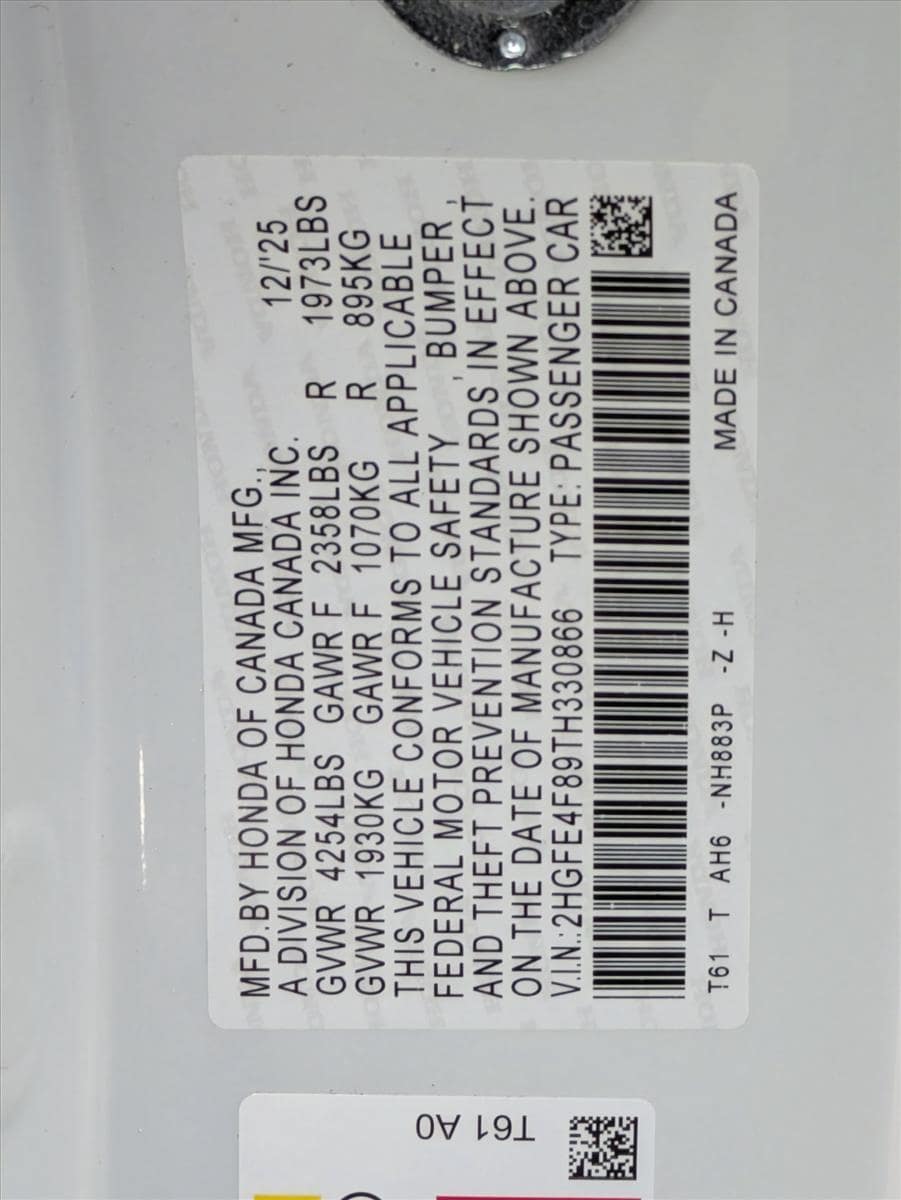 MFD.BY HONDA OF CANADA MFG.,
A DIVISION OF HONDA CANADA INC. 12/'25
GVWR 4254LBS GAWR F 2358LBS R 1973LBS
GVWR 1930KG GAWR F 1070KG R 895KG
THIS VEHICLE CONFORMS TO ALL APPLICABLE
FEDERAL MOTOR VEHICLE SAFETY , BUMPER ,
AND THEFT PREVENTION STANDARDS IN EFFECT
ON THE DATE OF MANUFACTURE SHOWN ABOVE.
V.I.N.:2HGFE4F89TH330866 TYPE:PASSENGER CAR
T61 T AH6 -NH883P -Z -H MADE IN CANADA
T61 A0